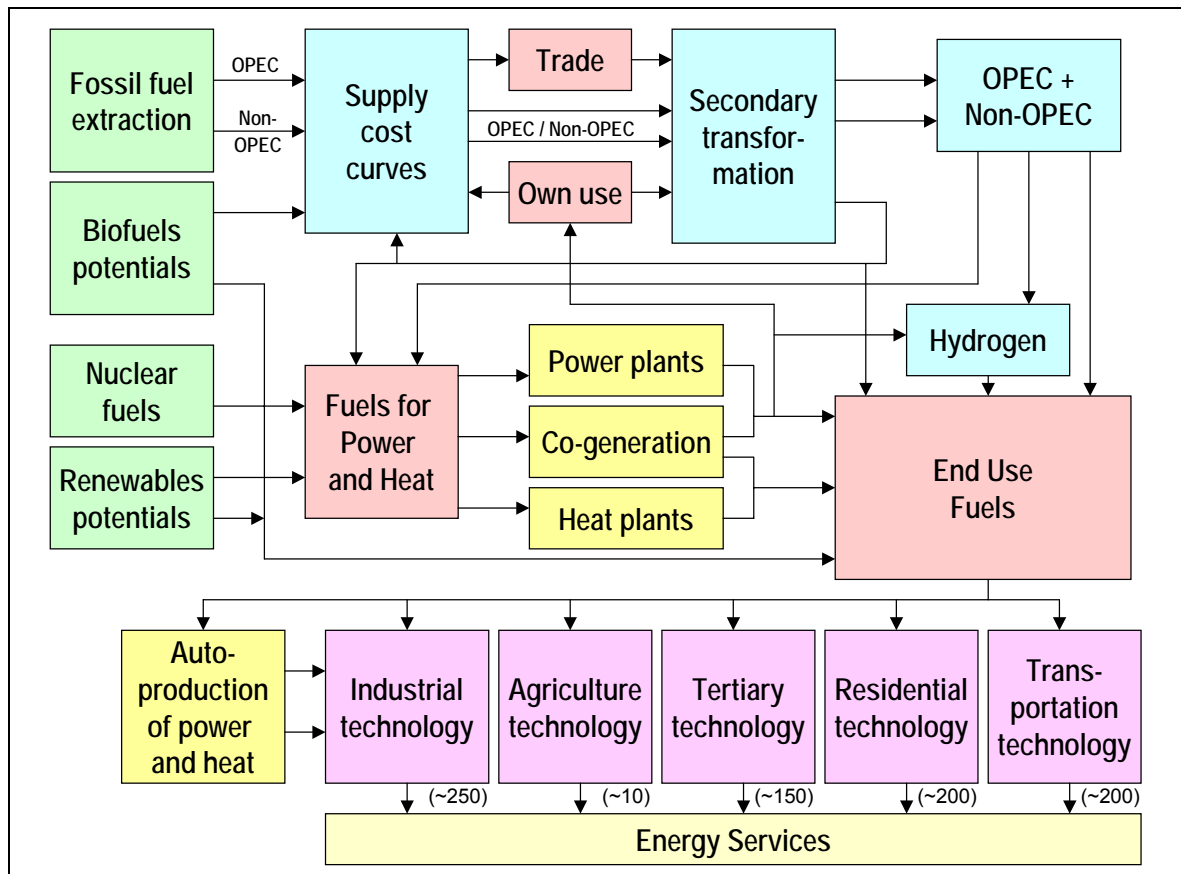 Fossil fuel
extraction
OPEC
Non-
OPEC
Supply
cost
curves
Trade
OPEC / Non-OPEC
Own use
Secondary
transfor-
mation
OPEC +
Non-OPEC
Biofuels
potentials
Hydrogen
Nuclear
fuels
Renewables
potentials
Fuels for
Power
and Heat
Power plants
Co-generation
Heat plants
End Use
Fuels
Auto-
production
of power
and heat
Industrial
technology
Agriculture
technology
Tertiary
technology
Residential
technology
Trans-
portation
technology
(~250)
(~10)
(~150)
(~200)
(~200)
Energy Services